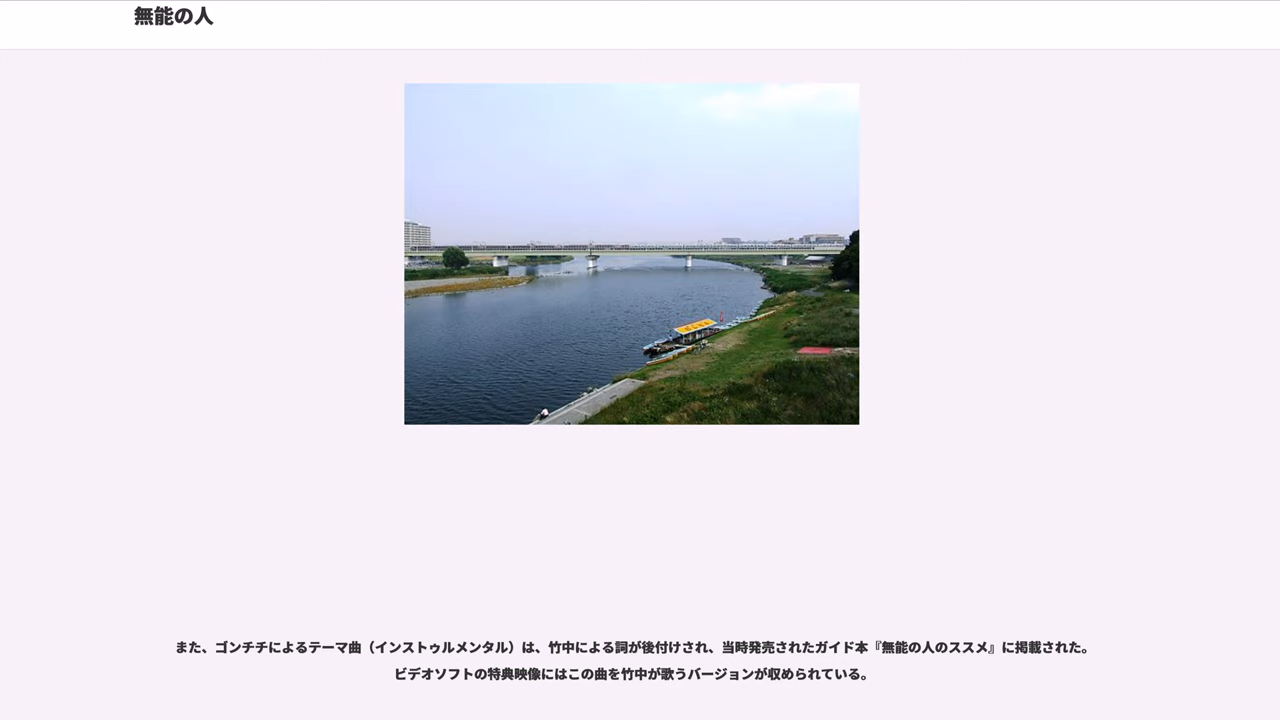 無能の人
また、ゴンチチによるテーマ曲（インストゥルメンタル）は、竹中による詞が後付けされ、当時発売されたガイド本『無能の人のススメ』に掲載された。
ビデオソフトの特典映像にはこの曲を竹中が歌うバージョンが収められている。